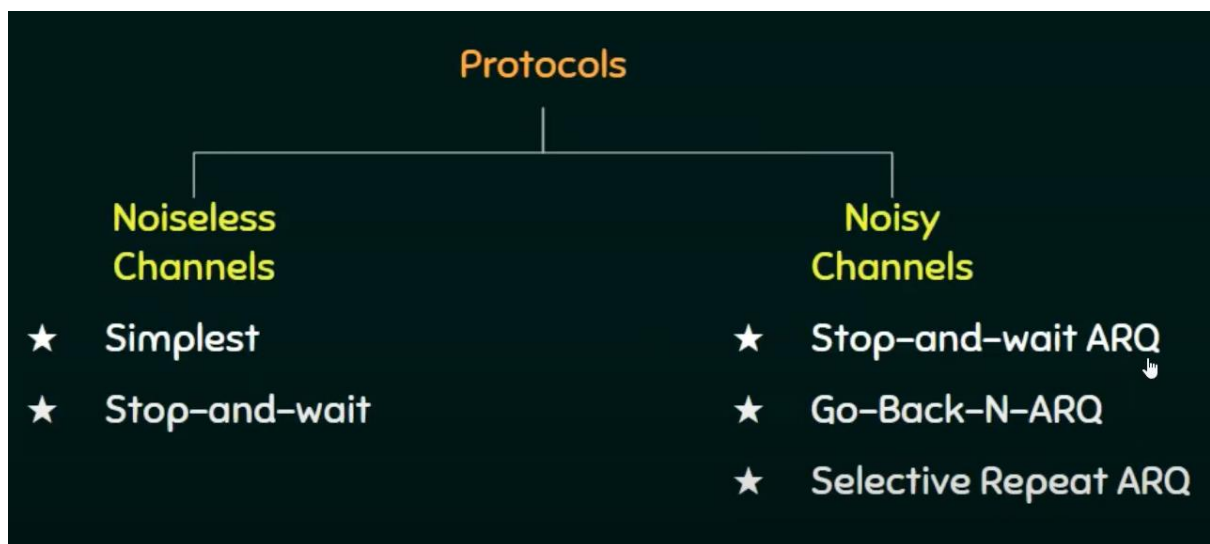 Protocols
Noiseless
Channels
★ Simplest
★ Stop-and-wait
Noisy
Channels
★ Stop-and-wait ARQ
★ Go-Back-N-ARQ
★ Selective Repeat ARQ